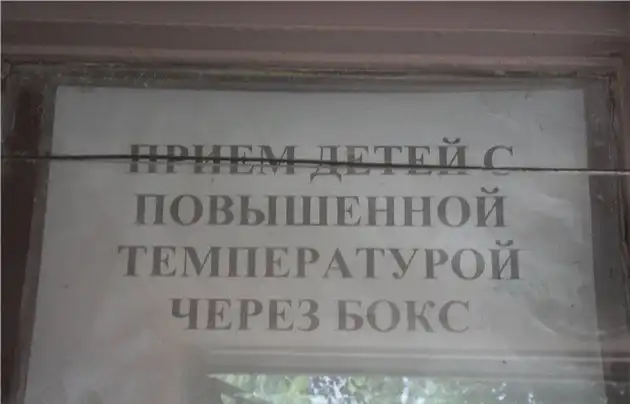 ПРИЕМ ДЕТЕЙ С
ПОВЫШЕННОЙ
ТЕМПЕРАТУРОЙ
ЧЕРЕЗ БОКС